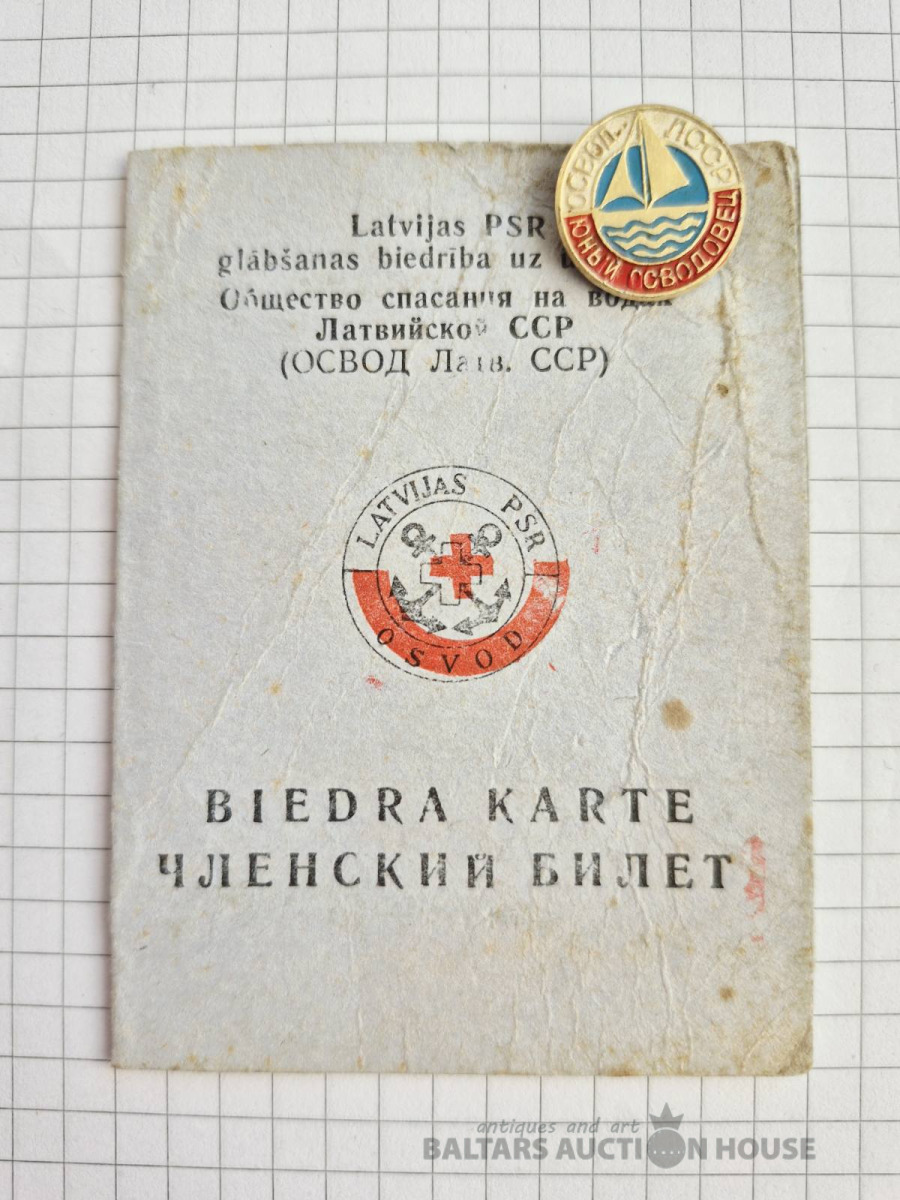 ОСВОД ЛССР
ЮНЫЙ ОСВОДОВЕЦ
Latvijas PSR
glābšanas biedrība uz
Общество спасания на водах
Латвийской ССР
(ОСВОД Латв. ССР)
LATVIJAS PSR
OSVOD
BIEDRA KARTE
ЧЛЕНСКИЙ БИЛЕТ
antiques and art
BALTARS AUCTION HOUSE